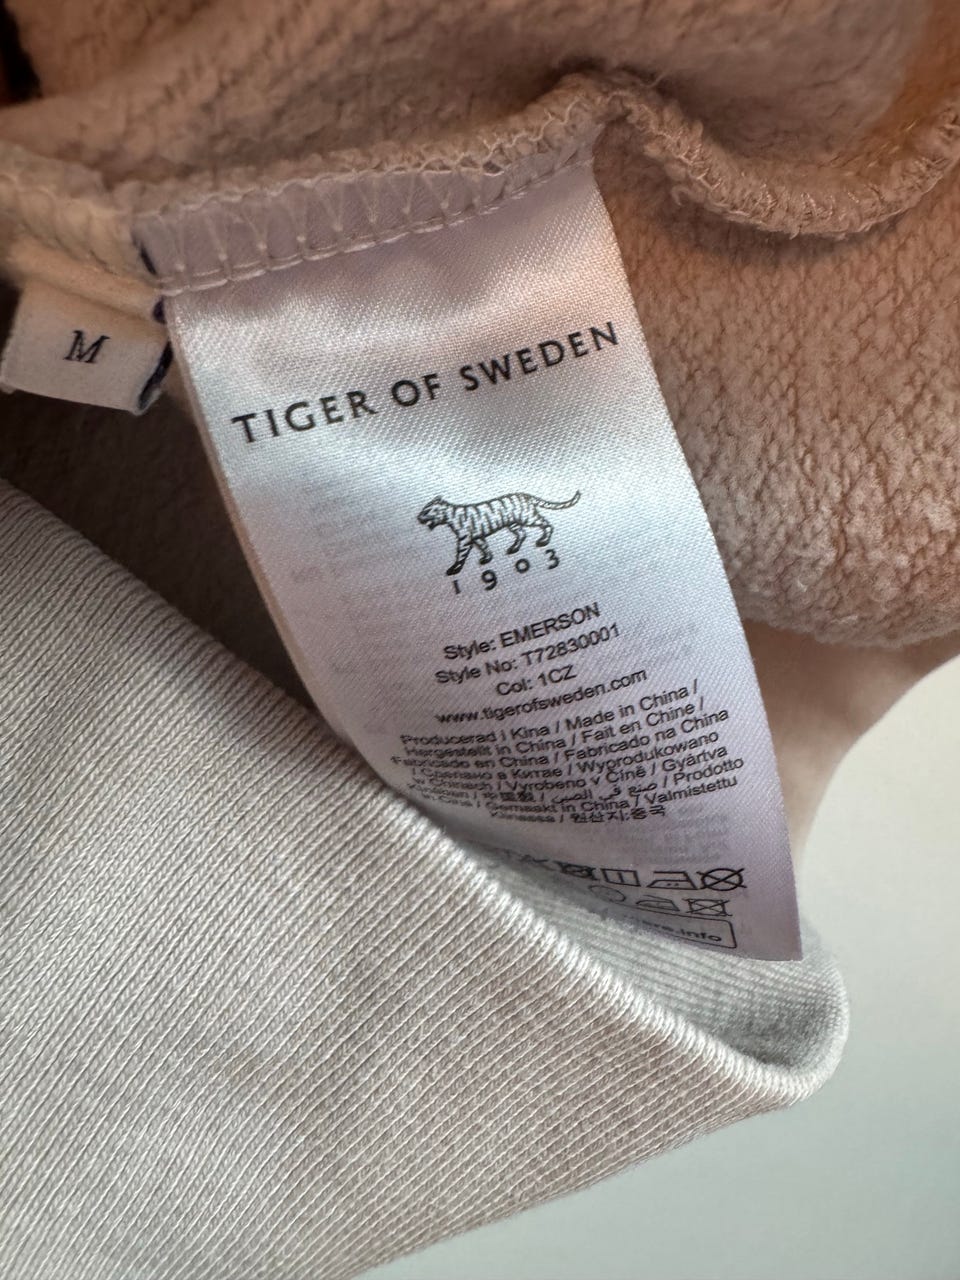 M
TIGER OF SWEDEN
1903
Style: EMERSON
Style No: T72830001
Col: 1CZ
www.tigerofsweden.com
Producerad i Kina / Made in China /
Hergestellt in China / Fait en Chine /
Fabricado en China / Fabricado na China
/ Сделано в Китае / Wyprodukowano
w Chinach / Vyrobeno v Číně / Gyártva
Kínában / 中国製 / صنع في الصين / Prodotto
in Cina / Gemaakt in China / Valmistettu
Kiinassa / 원산지:중국
.info